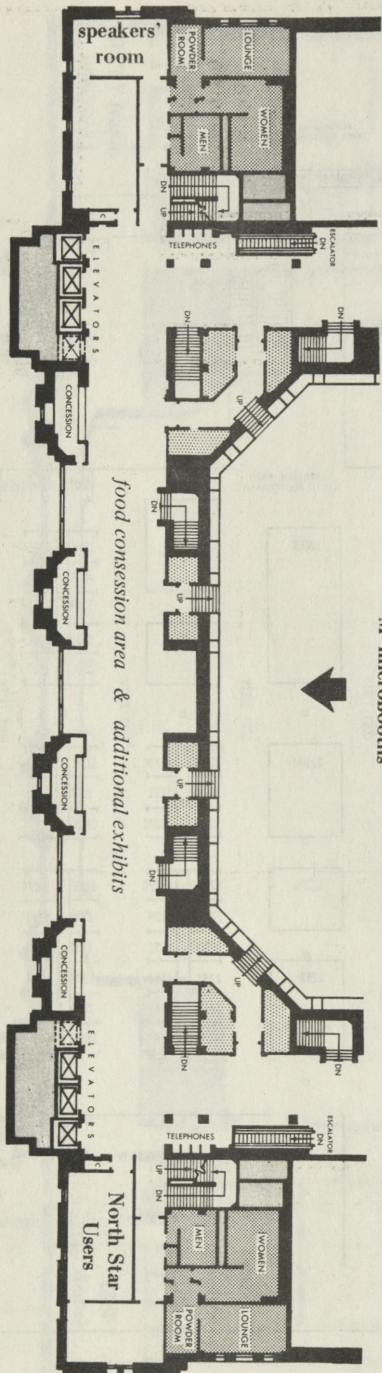 speakers'
room
POWDER
ROOM
LOUNGE
WOMEN
MEN
DN
UP
TELEPHONES
ESCALATOR
DN
C
ELEVATORS
DN
DN
UP
CONCESSION
DN
UP
CONCESSION
food consession area & additional exhibits
CONCESSION
UP
DN
CONCESSION
UP
DN
DN
ELEVATORS
C
TELEPHONES
ESCALATOR
DN
UP
DN
North Star
Users
MEN
WOMEN
POWDER
ROOM
LOUNGE